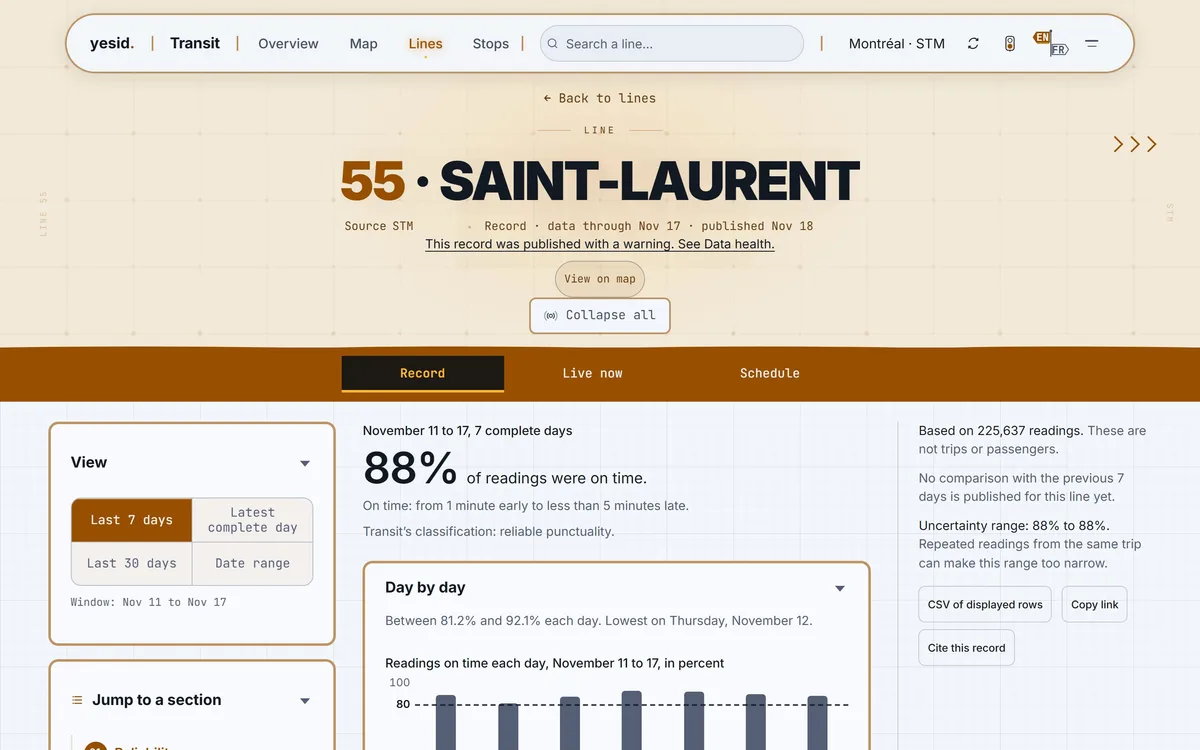 yesid. | Transit | Overview Map Lines Stops | Search a line... | Montréal · STM EN FR
← Back to lines
LINE
55 · SAINT-LAURENT
LINE 55
STM
Source STM · Record · data through Nov 17 · published Nov 18
This record was published with a warning. See Data health.
View on map
Collapse all
Record Live now Schedule
View
Last 7 days
Latest
complete day
Last 30 days
Date range
Window: Nov 11 to Nov 17
Jump to a section
November 11 to 17, 7 complete days
88% of readings were on time.
On time: from 1 minute early to less than 5 minutes late.
Transit’s classification: reliable punctuality.
Day by day
Between 81.2% and 92.1% each day. Lowest on Thursday, November 12.
Readings on time each day, November 11 to 17, in percent
100
80
Based on 225,637 readings. These are
not trips or passengers.
No comparison with the previous 7
days is published for this line yet.
Uncertainty range: 88% to 88%.
Repeated readings from the same trip
can make this range too narrow.
CSV of displayed rows
Copy link
Cite this record